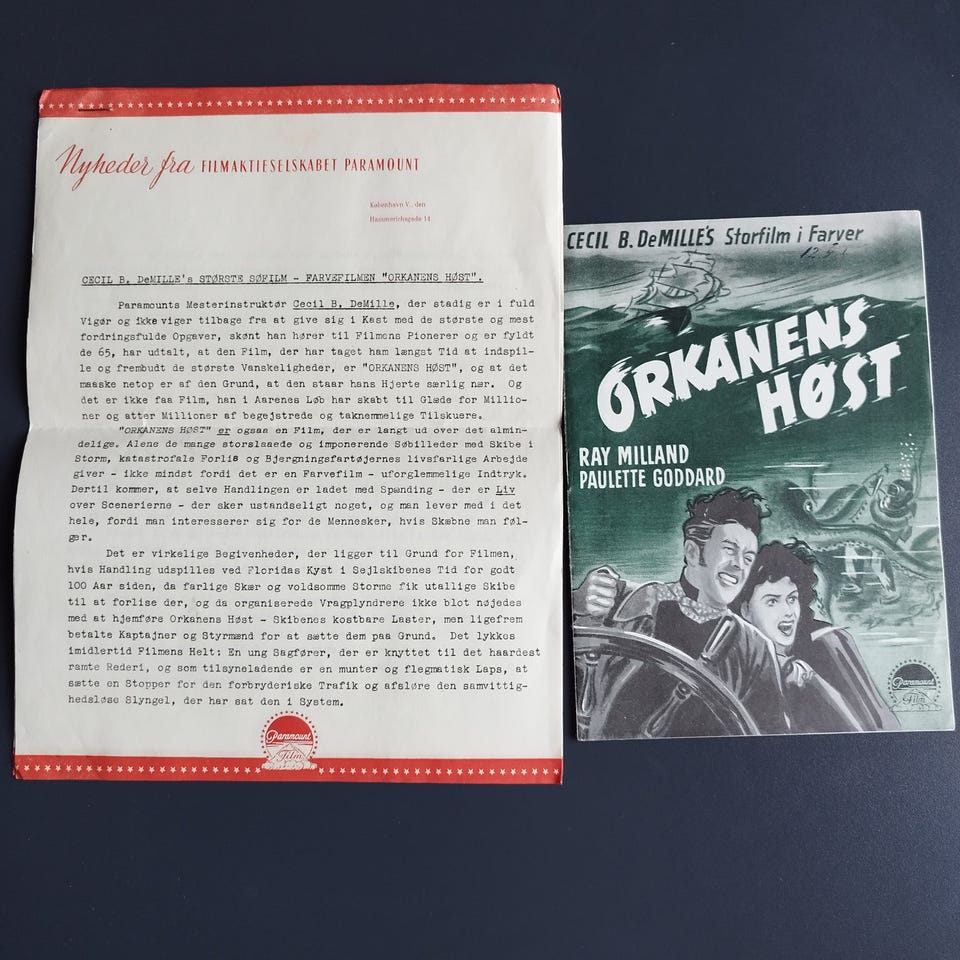 Nyheder fra FILMAKTIESELSKABET PARAMOUNT
København V., den
Hammerichsgade 14
CECIL B. DeMILLE's STØRSTE SØFILM - FARVEFILMEN "ORKANENS HØST".
Paramounts Mesterinstruktør Cecil B. DeMille, der stadig er i fuld
Vigør og ikke viger tilbage fra at give sig i Kast med de største og mest
fordringsfulde Opgaver, skønt han hører til Filmens Pionerer og er fyldt
de 65, har udtalt, at den Film, der har taget ham længst Tid at indspil-
le og frembudt de største Vanskeligheder, er "ORKANENS HØST", og at det
maaske netop er af den Grund, at den staar hans Hjerte særlig nær. Og
det er ikke faa Film, han i Aarenes Løb har skabt til Glæde for Millio-
ner og atter Millioner af begejstrede og taknemmelige Tilskuere.
"ORKANENS HØST" er ogsaa en Film, der er langt ud over det almin-
delige. Alene de mange storslaaede og imponerende Søbilleder med Skibe i
Storm, katastrofale Forlis og Bjergningsfartøjernes livsfarlige Arbejde
giver - ikke mindst fordi det er en Farvefilm - uforglemmelige Indtryk.
Dertil kommer, at selve Handlingen er ladet med Spænding - der er Liv
over Scenerierne - der sker ustandseligt noget, og man lever med i det
hele, fordi man interesserer sig for de Mennesker, hvis Skæbne man føl-
ger.
Det er virkelige Begivenheder, der ligger til Grund for Filmen,
hvis Handling udspilles ved Floridas Kyst i Sejlskibenes Tid for godt
100 Aar siden, da farlige Skær og voldsomme Storme fik utallige Skibe
til at forlise der, og da organiserede Vragplyndrere ikke blot nøjedes
med at hjemføre Orkanens Høst - Skibenes kostbare Laster, men ligefrem
betalte Kaptajner og Styrmænd for at sætte dem paa Grund. Det lykkes
imidlertid Filmens Helt: En ung Sagfører, der er knyttet til det haardest
ramte Rederi, og som tilsyneladende er en munter og flegmatisk Laps, at
sætte en Stopper for den forbryderiske Trafik og afsløre den samvittig-
hedsløse Slyngel, der har sat den i System.
Paramount
Film
CECIL B. DeMILLE'S Storfilm i Farver
ORKANENS
HØST
RAY MILLAND
PAULETTE GODDARD
Paramount
Film